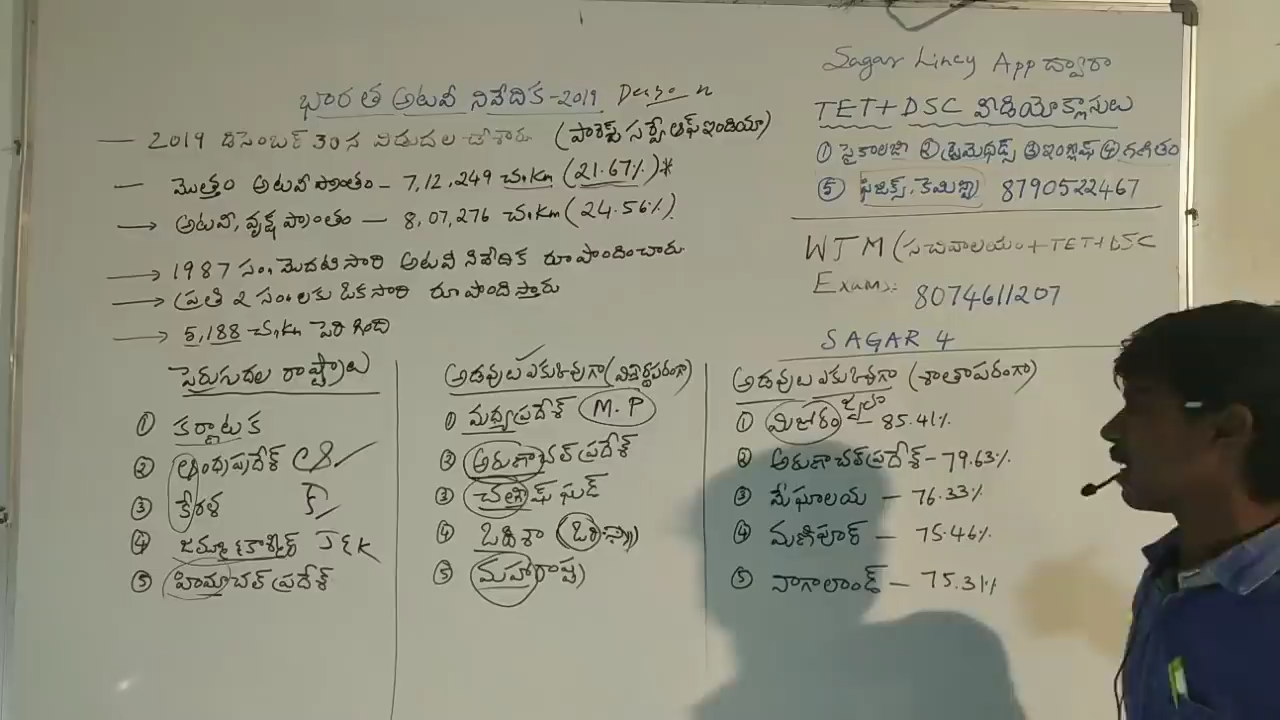 భారత అటవీ నివేదిక-2019
— 2019 డిసెంబర్ 30న విడుదల చేశారు (ఫారెస్ట్ సర్వే ఆఫ్ ఇండియా)
— మొత్తం అటవీ ప్రాంతం - 7,12,249 చ.km (21.67%)*
→ అటవీ, వృక్ష ప్రాంతం — 8,07,276 చ.km (24.56%)
→ 1987 సం. మొదటిసారి అటవీ నివేదిక రూపొందించారు
→ ప్రతి 2 సం.లకు ఒకసారి రూపొందిస్తారు
→ 5,188 చ.km పెరిగింది
Sagar Lincy App ద్వారా
TET+DSC వీడియోక్లాసులు
① సైకాలజీ ② ట్రైమెథడ్స్ ③ ఇంగ్లీష్ ④ గణితం
⑤ ఫిజిక్స్, కెమిస్ట్రీ 8790522467
WTM (సచివాలయం+TET+DSC
Exams: 8074611207
SAGAR 4
పెరుగుదల రాష్ట్రాలు
① కర్ణాటక
② ఆంధ్రప్రదేశ్
③ కేరళ
④ జమ్మూ&కాశ్మీర్ J&K
⑤ హిమాచల్ ప్రదేశ్
అడవులు ఎక్కువగా (విస్తీర్ణపరంగా)
① మధ్యప్రదేశ్ M.P
② అరుణాచల్ ప్రదేశ్
③ చత్తీష్ ఘడ్
④ ఒడిశా
⑤ మహారాష్ట్ర
అడవులు ఎక్కువగా (శాతాపరంగా)
① మిజోరం — 85.41%
② అరుణాచల్ ప్రదేశ్ - 79.63%
③ మేఘాలయ — 76.33%
④ మణిపూర్ — 75.46%
⑤ నాగాలాండ్ — 75.31%